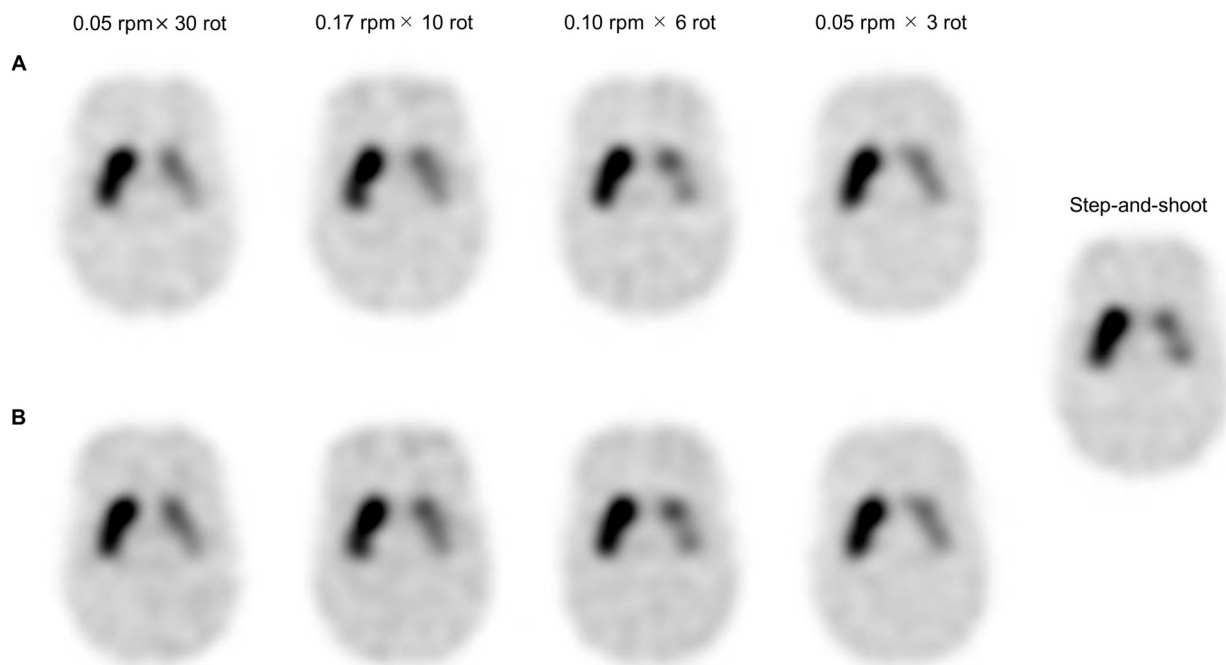 0.05 rpm × 30 rot
0.17 rpm × 10 rot
0.10 rpm × 6 rot
0.05 rpm × 3 rot
A
Step-and-shoot
B